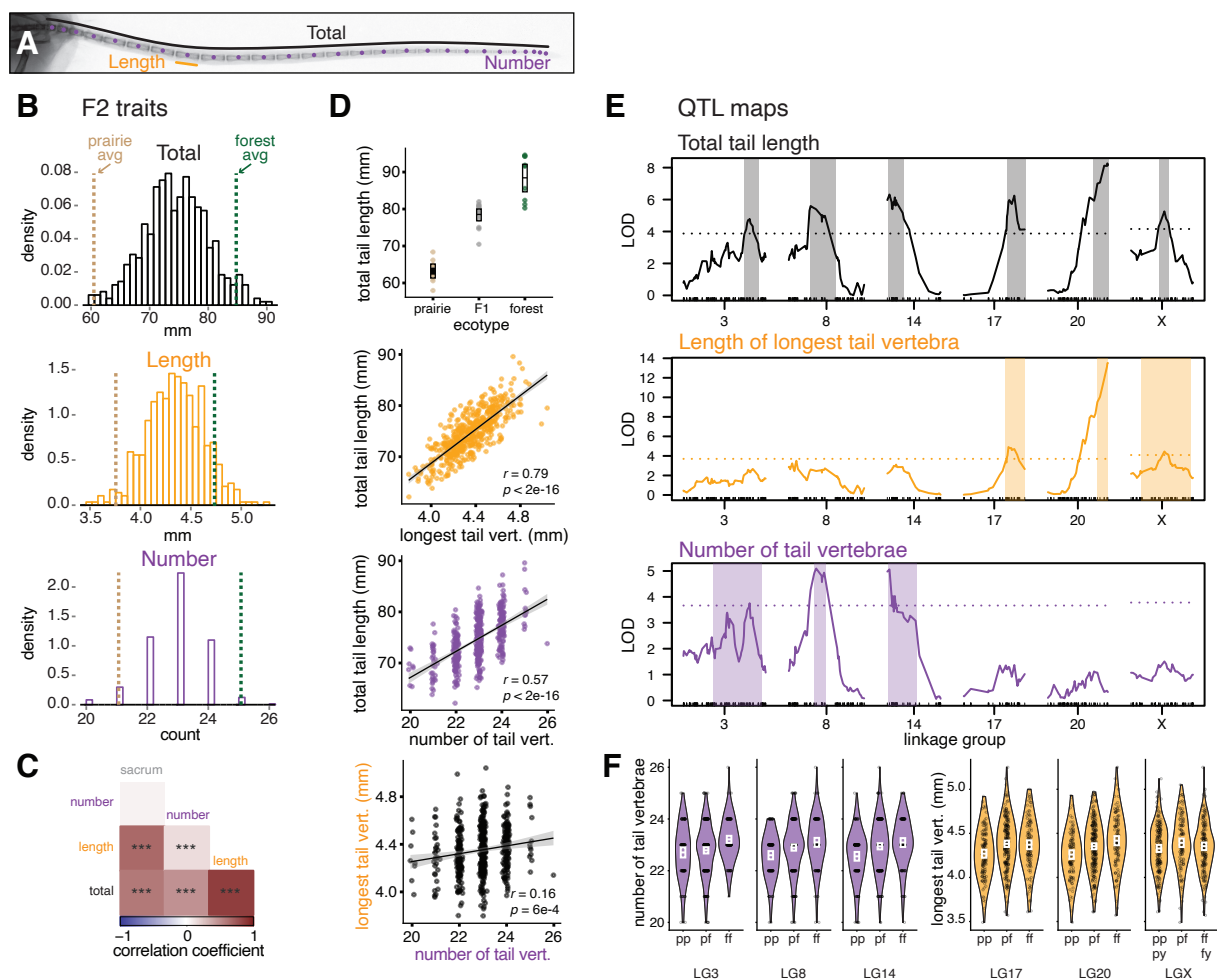 A
Total
Length
Number
B F2 traits
prairie avg
forest avg
Total
density
0.08
0.06
0.04
0.02
0.00
60 70 80 90
mm
Length
density
1.5
1.0
0.5
0.0
3.5 4.0 4.5 5.0
mm
Number
density
2.0
1.5
1.0
0.5
0.0
20 22 24 26
count
C
sacrum
number
number
length *** ***
length
total *** *** ***
−1 0 1
correlation coefficient
D
total tail length (mm)
90
80
70
60
prairie F1 forest
ecotype
total tail length (mm)
90
80
70
r = 0.79
p < 2e-16
4.0 4.4 4.8
longest tail vert. (mm)
total tail length (mm)
90
80
70
r = 0.57
p < 2e-16
20 22 24 26
number of tail vert.
longest tail vert. (mm)
4.8
4.4
4.0
r = 0.16
p = 6e-4
20 22 24 26
number of tail vert.
E QTL maps
Total tail length
LOD
8
6
4
2
0
3 8 14 17 20 X
Length of longest tail vertebra
LOD
14
12
10
8
6
4
2
0
3 8 14 17 20 X
Number of tail vertebrae
LOD
5
4
3
2
1
0
3 8 14 17 20 X
linkage group
F
number of tail vertebrae
26
24
22
20
pp pf ff pp pf ff pp pf ff
LG3 LG8 LG14
longest tail vert. (mm)
5.0
4.5
4.0
3.5
pp pf ff pp pf ff pp pf ff
py fy
LG17 LG20 LGX